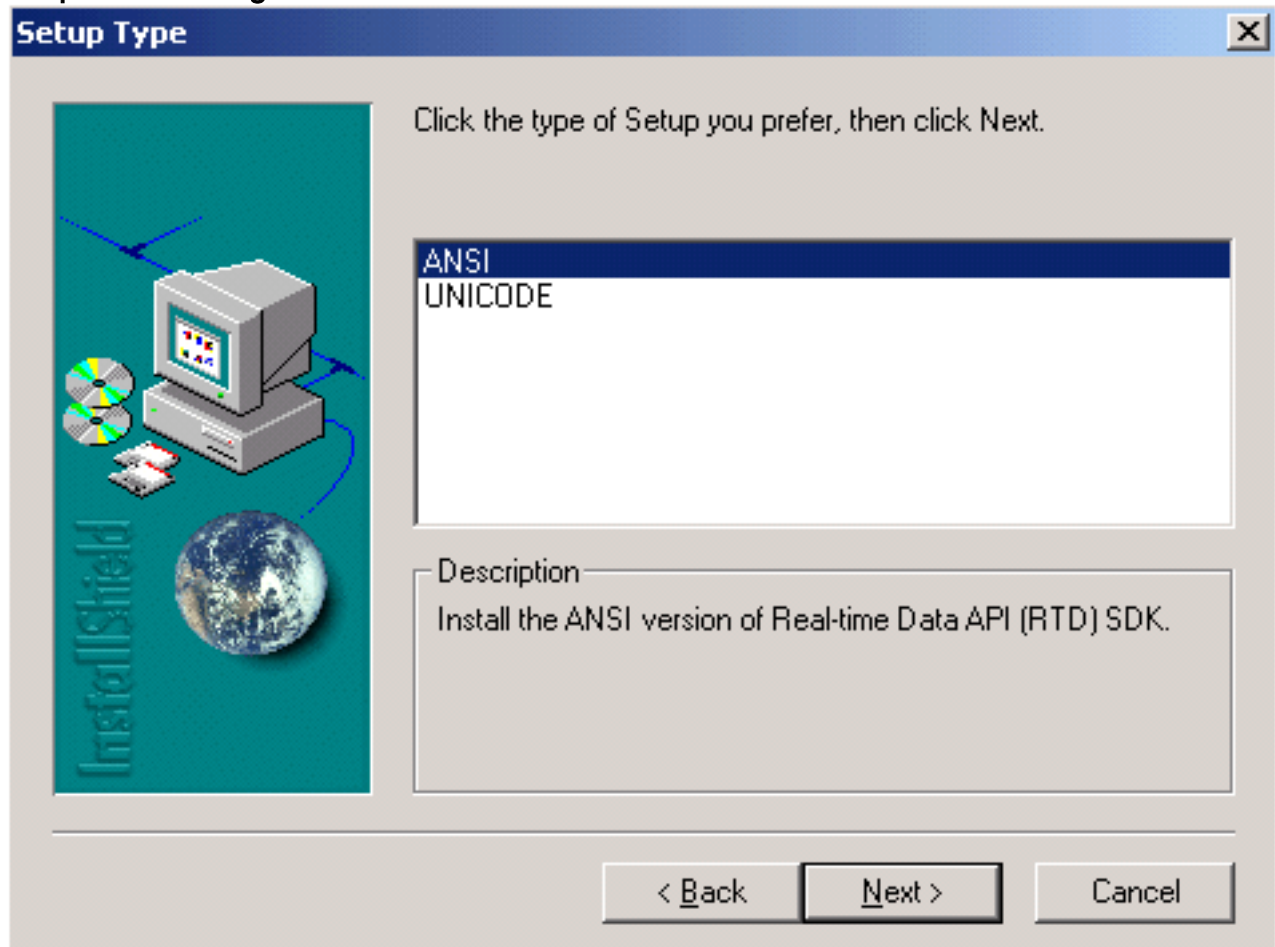 Setup Type
Click the type of Setup you prefer, then click Next.
ANSI
UNICODE
Description
Install the ANSI version of Real-time Data API (RTD) SDK.
InstallShield
< Back
Next >
Cancel